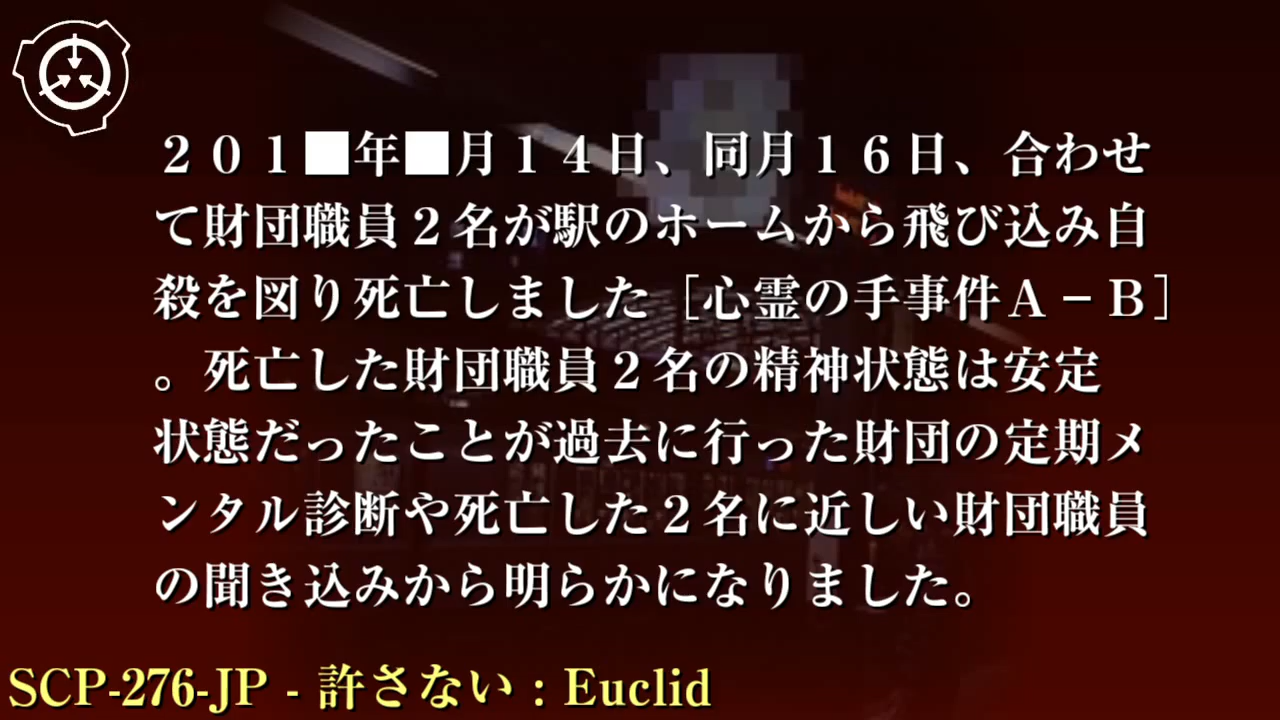 ２０１■年■月１４日、同月１６日、合わせ
て財団職員２名が駅のホームから飛び込み自
殺を図り死亡しました［心霊の手事件Ａ－Ｂ］
。死亡した財団職員２名の精神状態は安定
状態だったことが過去に行った財団の定期メ
ンタル診断や死亡した２名に近しい財団職員
の聞き込みから明らかになりました。
SCP-276-JP - 許さない : Euclid